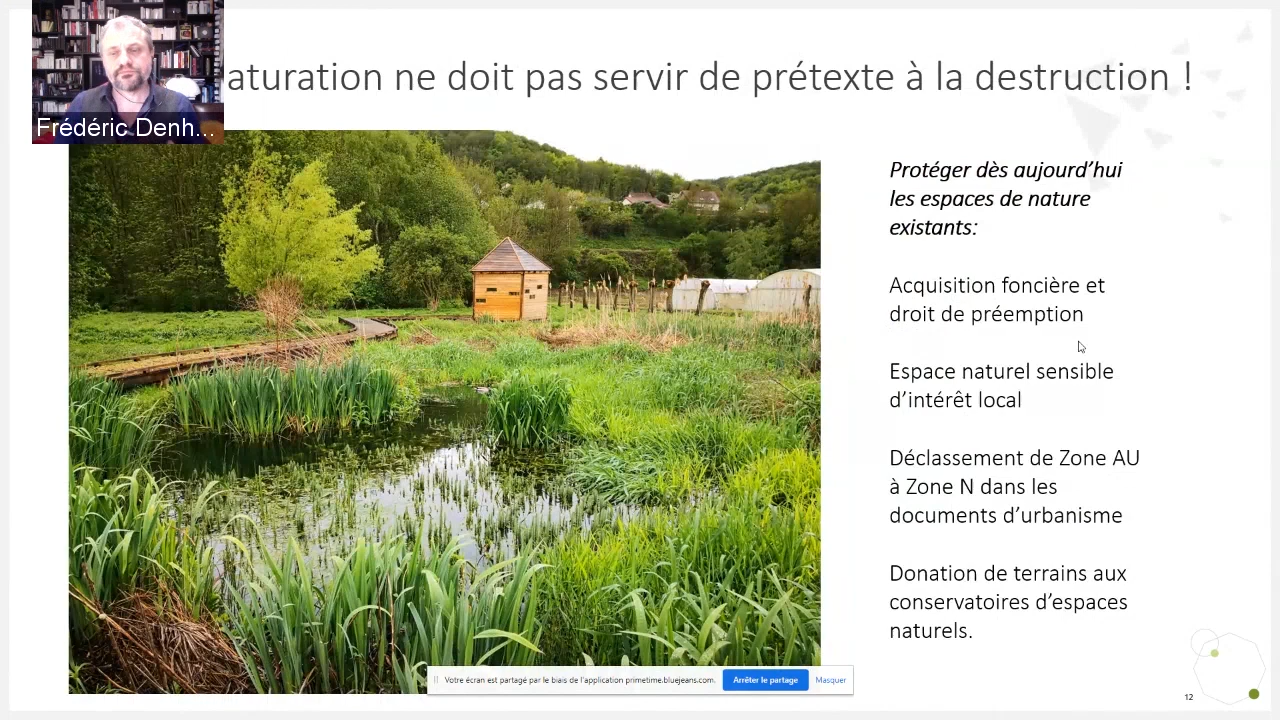 aturation ne doit pas servir de prétexte à la destruction !
Frédéric Denh...
Protéger dès aujourd'hui
les espaces de nature
existants:
Acquisition foncière et
droit de préemption
Espace naturel sensible
d'intérêt local
Déclassement de Zone AU
à Zone N dans les
documents d'urbanisme
Donation de terrains aux
conservatoires d'espaces
naturels.
Votre écran est partagé par le biais de l'application primetime.bluejeans.com.
Arrêter le partage
Masquer
12